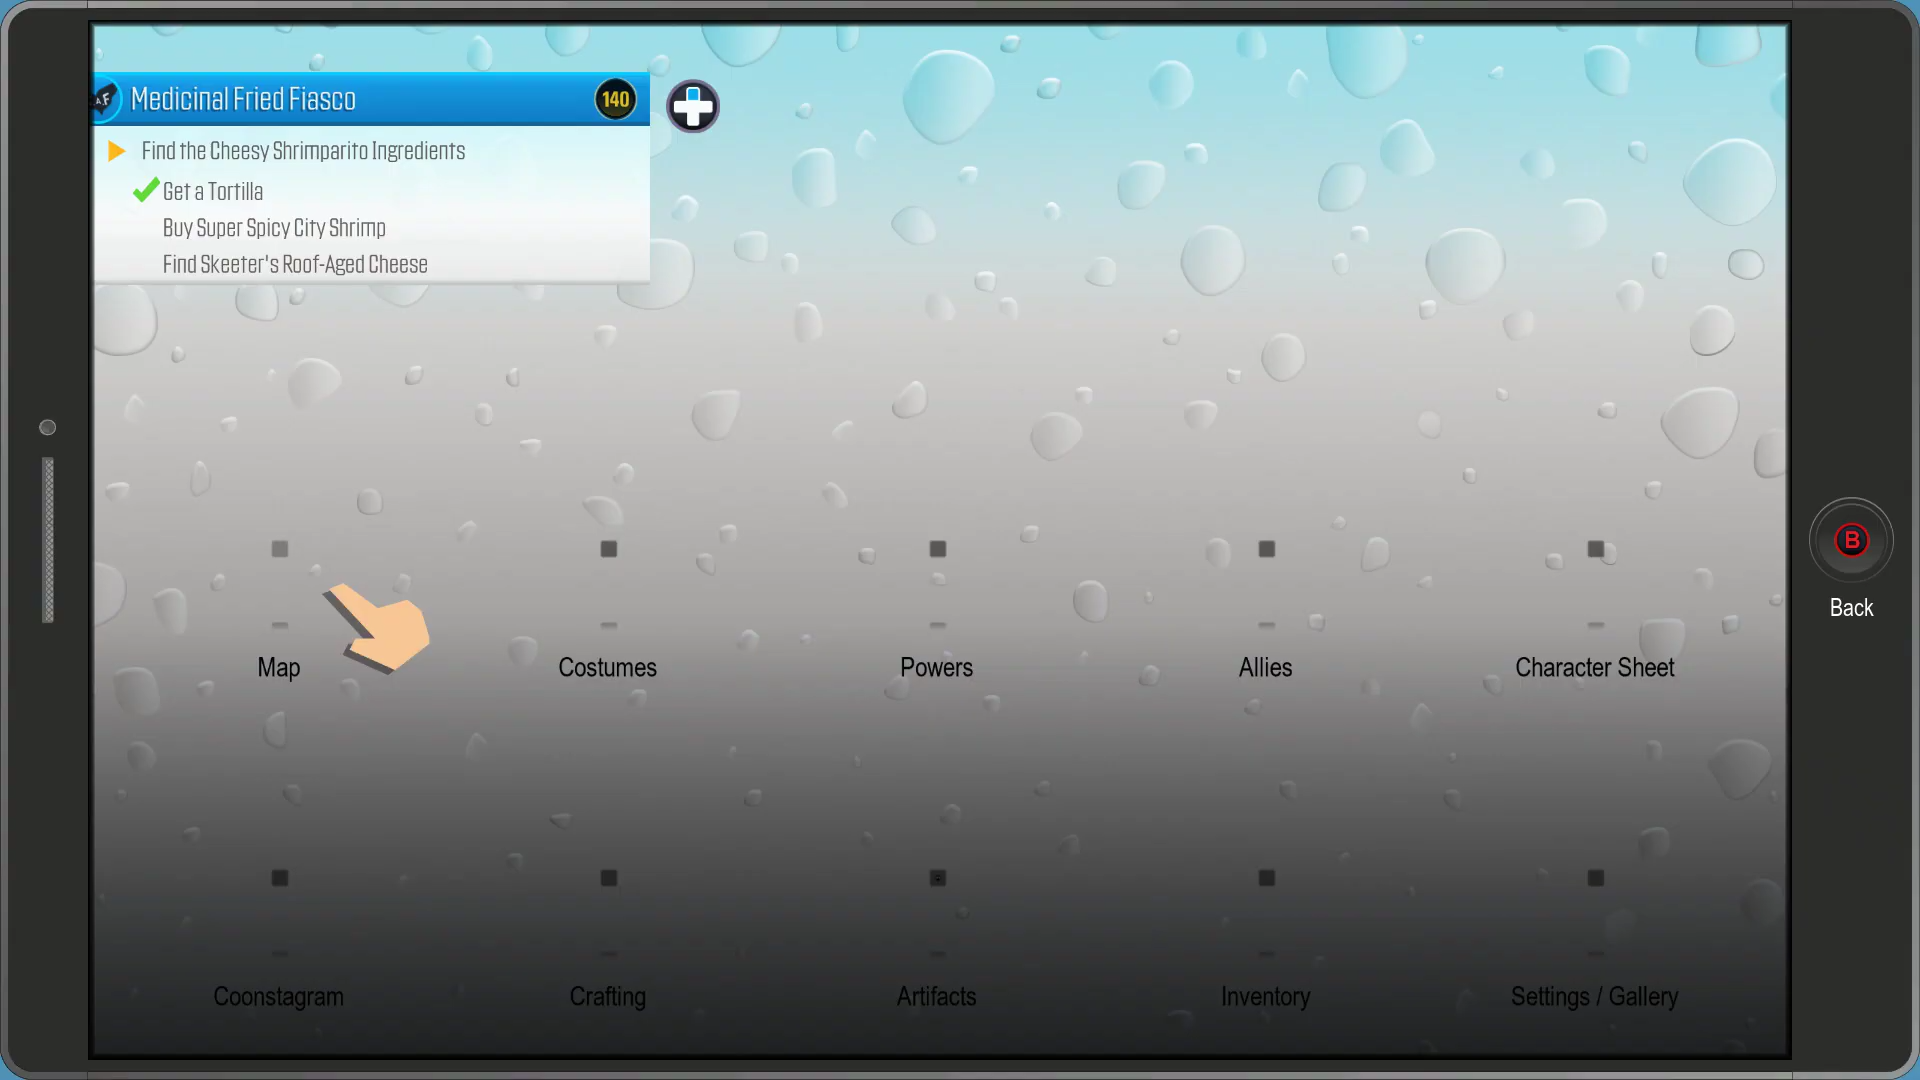 Medicinal Fried Fiasco
140
Find the Cheesy Shrimparito Ingredients
Get a Tortilla
Buy Super Spicy City Shrimp
Find Skeeter's Roof-Aged Cheese
B
Back
Map
Costumes
Powers
Allies
Character Sheet
Coonstagram
Crafting
Artifacts
Inventory
Settings / Gallery